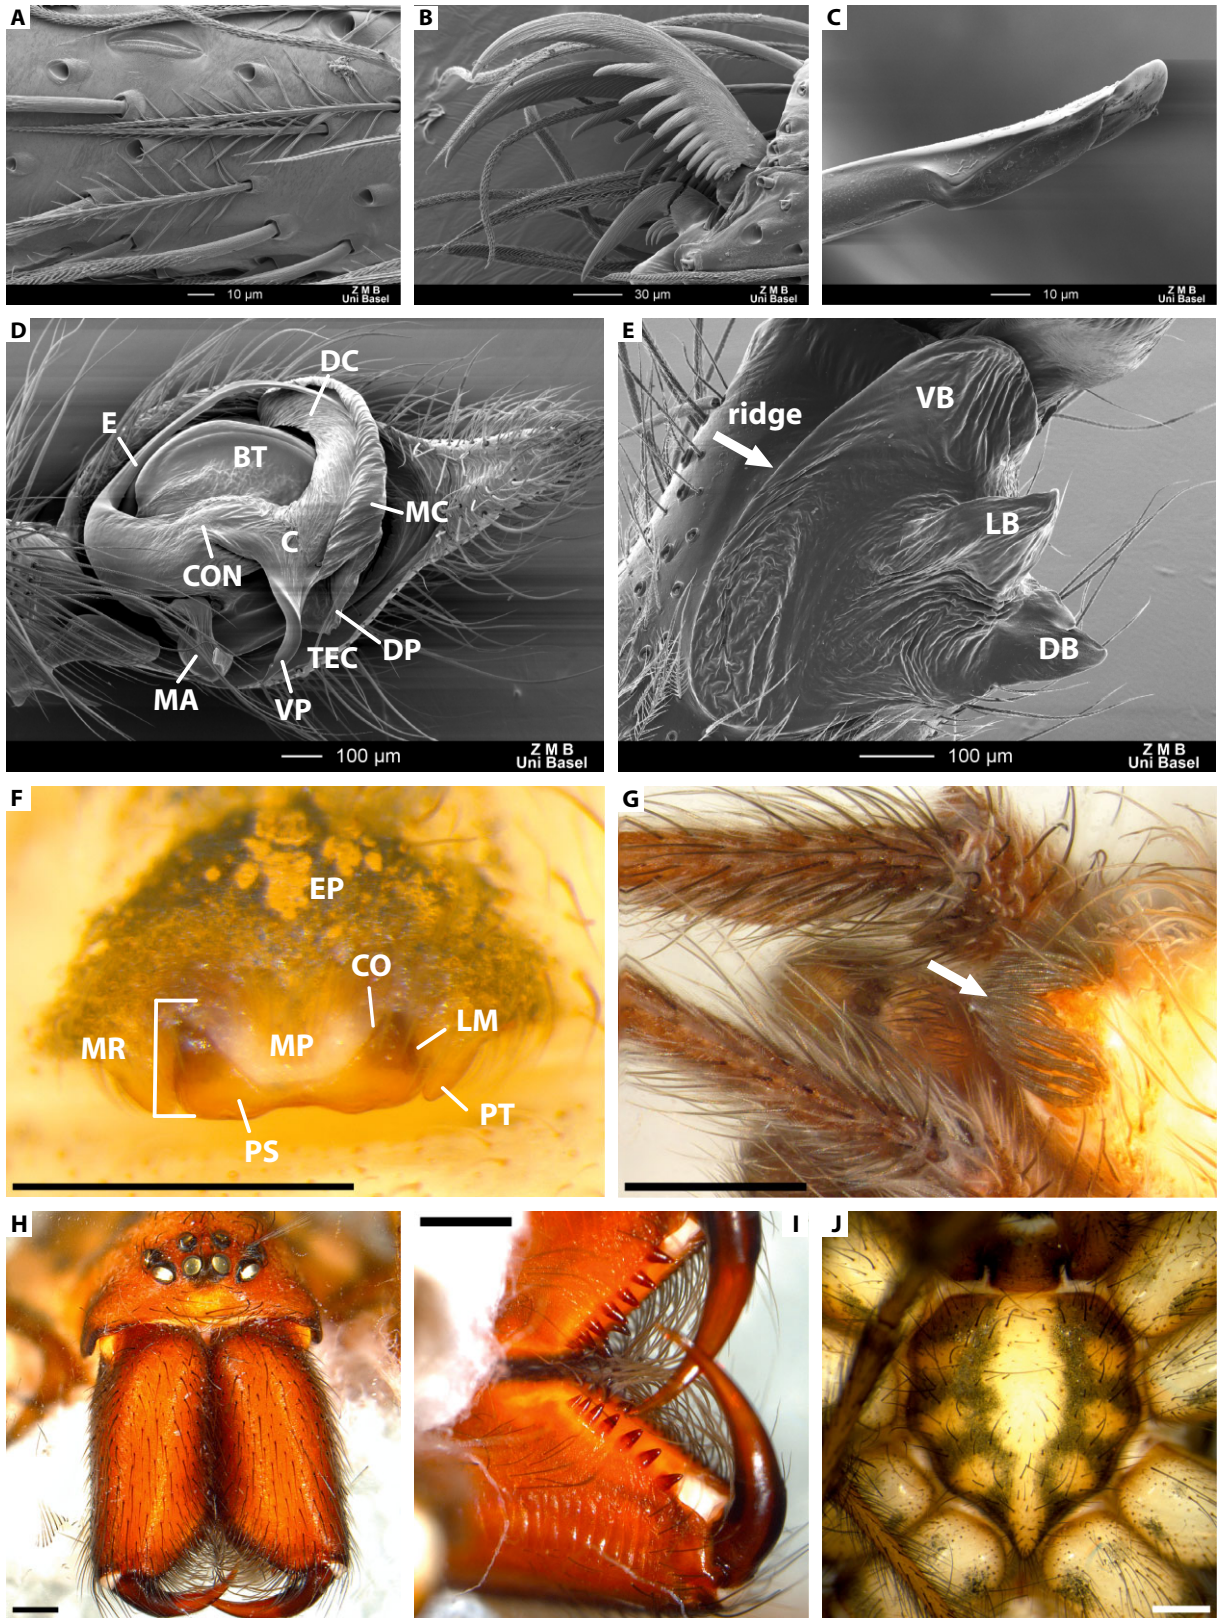 A
10 µm
Z M B
Uni Basel
B
30 µm
Z M B
Uni Basel
C
10 µm
Z M B
Uni Basel
D
DC
E
BT
MC
C
CON
DP
TEC
MA
VP
100 µm
Z M B
Uni Basel
E
VB
ridge
LB
DB
100 µm
Z M B
Uni Basel
F
EP
CO
LM
MR
MP
PT
PS
G
H
I
J